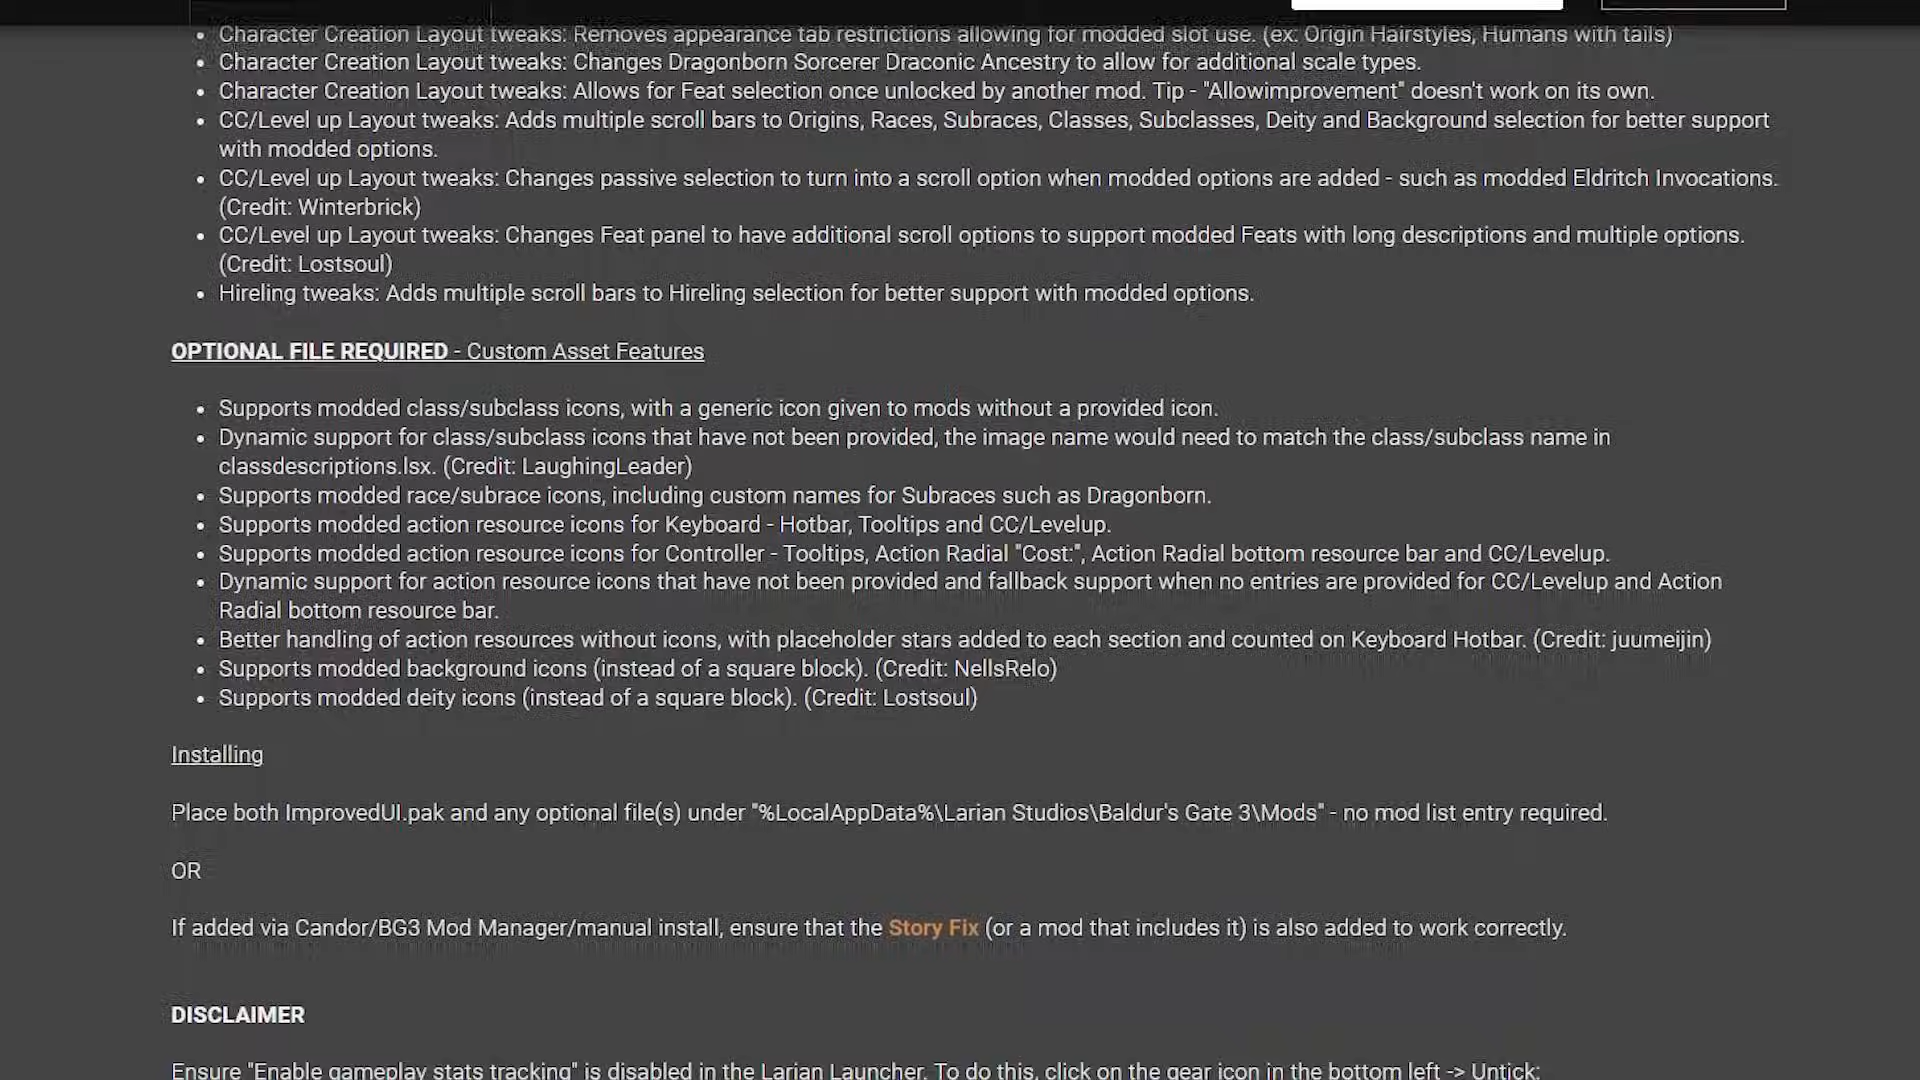 Character Creation Layout tweaks: Removes appearance tab restrictions allowing for modded slot use. (ex: Origin Hairstyles, Humans with tails)
Character Creation Layout tweaks: Changes Dragonborn Sorcerer Draconic Ancestry to allow for additional scale types.
Character Creation Layout tweaks: Allows for Feat selection once unlocked by another mod. Tip - "Allowimprovement" doesn't work on its own.
CC/Level up Layout tweaks: Adds multiple scroll bars to Origins, Races, Subraces, Classes, Subclasses, Deity and Background selection for better support
with modded options.
CC/Level up Layout tweaks: Changes passive selection to turn into a scroll option when modded options are added - such as modded Eldritch Invocations.
(Credit: Winterbrick)
CC/Level up Layout tweaks: Changes Feat panel to have additional scroll options to support modded Feats with long descriptions and multiple options.
(Credit: Lostsoul)
Hireling tweaks: Adds multiple scroll bars to Hireling selection for better support with modded options.
OPTIONAL FILE REQUIRED - Custom Asset Features
Supports modded class/subclass icons, with a generic icon given to mods without a provided icon.
Dynamic support for class/subclass icons that have not been provided, the image name would need to match the class/subclass name in
classdescriptions.lsx. (Credit: LaughingLeader)
Supports modded race/subrace icons, including custom names for Subraces such as Dragonborn.
Supports modded action resource icons for Keyboard - Hotbar, Tooltips and CC/Levelup.
Supports modded action resource icons for Controller - Tooltips, Action Radial "Cost:", Action Radial bottom resource bar and CC/Levelup.
Dynamic support for action resource icons that have not been provided and fallback support when no entries are provided for CC/Levelup and Action
Radial bottom resource bar.
Better handling of action resources without icons, with placeholder stars added to each section and counted on Keyboard Hotbar. (Credit: juumeijin)
Supports modded background icons (instead of a square block). (Credit: NellsRelo)
Supports modded deity icons (instead of a square block). (Credit: Lostsoul)
Installing
Place both ImprovedUI.pak and any optional file(s) under "%LocalAppData%\Larian Studios\Baldur's Gate 3\Mods" - no mod list entry required.
OR
If added via Candor/BG3 Mod Manager/manual install, ensure that the Story Fix (or a mod that includes it) is also added to work correctly.
DISCLAIMER
Ensure "Enable gameplay stats tracking" is disabled in the Larian Launcher. To do this, click on the gear icon in the bottom left -> Untick: